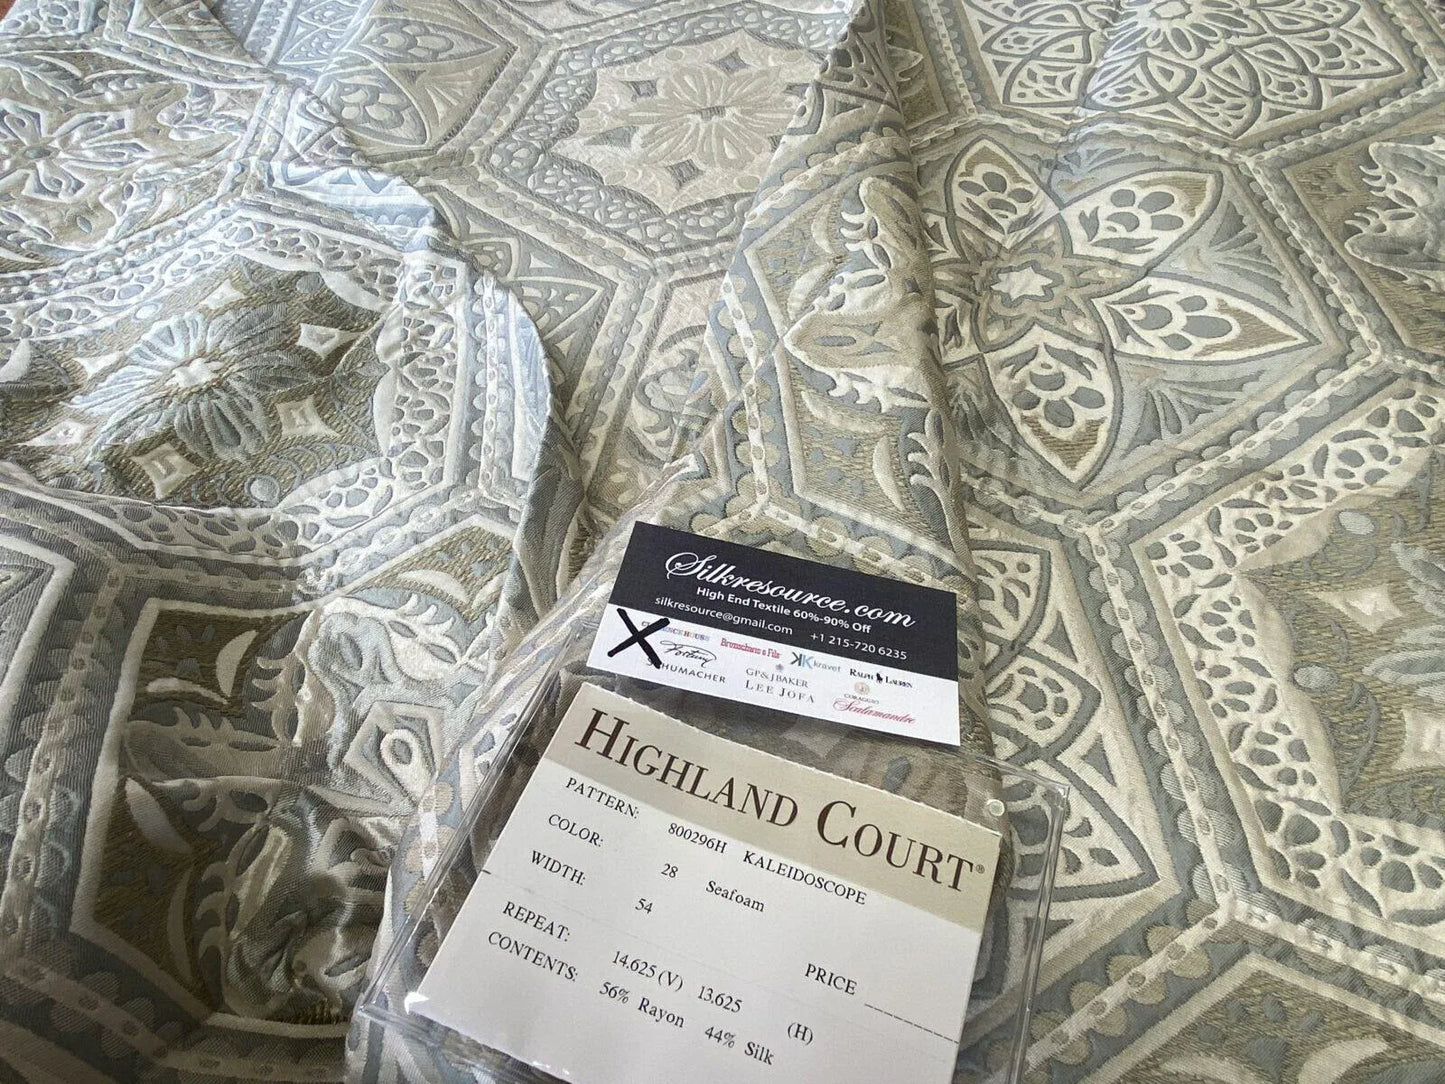 Silkresource.com
High End Textile 60%-90% Off
silkresource@gmail.com +1 215-720 6235
HOUSE Brunschwig & Fils kravet RALPH LAUREN
SCHUMACHER GP&J BAKER
LEE JOFA CORAGGIO
Scalamandre
HIGHLAND COURT®
PATTERN: 800296H KALEIDOSCOPE
COLOR: 28 Seafoam
WIDTH: 54
PRICE
REPEAT: 14.625 (V) 13.625 (H)
CONTENTS: 56% Rayon 44% Silk